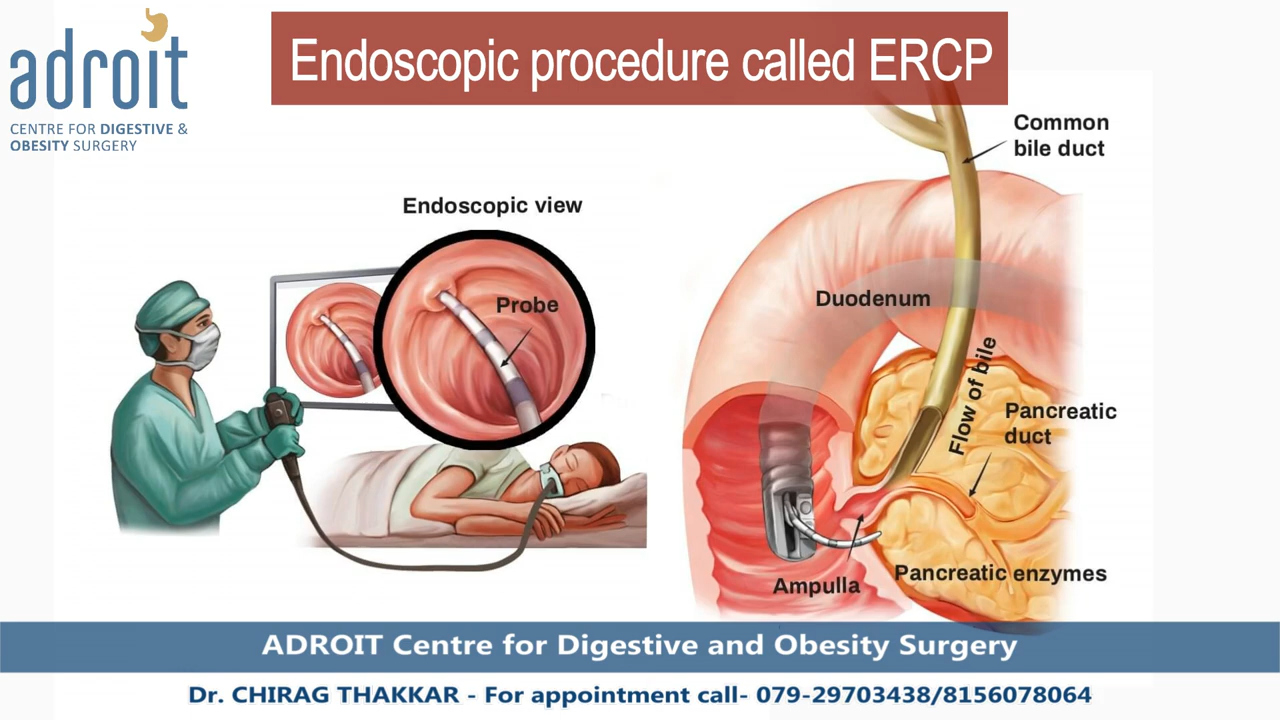 adroit
CENTRE FOR DIGESTIVE &
OBESITY SURGERY
Endoscopic procedure called ERCP
Common
bile duct
Endoscopic view
Probe
Duodenum
Flow of bile
Pancreatic
duct
Ampulla
Pancreatic enzymes
ADROIT Centre for Digestive and Obesity Surgery
Dr. CHIRAG THAKKAR - For appointment call- 079-29703438/8156078064